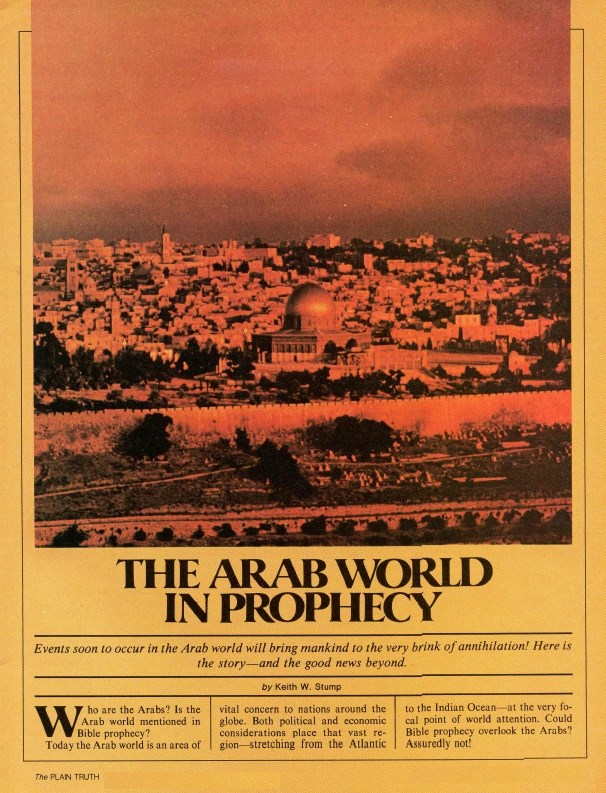 THE ARAB WORLD
IN PROPHECY
Events soon to occur in the Arab world will bring mankind to the very brink of annihilation! Here is
the story—and the good news beyond.
by Keith W. Stump
Who are the Arabs? Is the
Arab world mentioned in
Bible prophecy?
Today the Arab world is an area of
vital concern to nations around the
globe. Both political and economic
considerations place that vast re-
gion—stretching from the Atlantic
to the Indian Ocean—at the very fo-
cal point of world attention. Could
Bible prophecy overlook the Arabs?
Assuredly not!
The PLAIN TRUTH